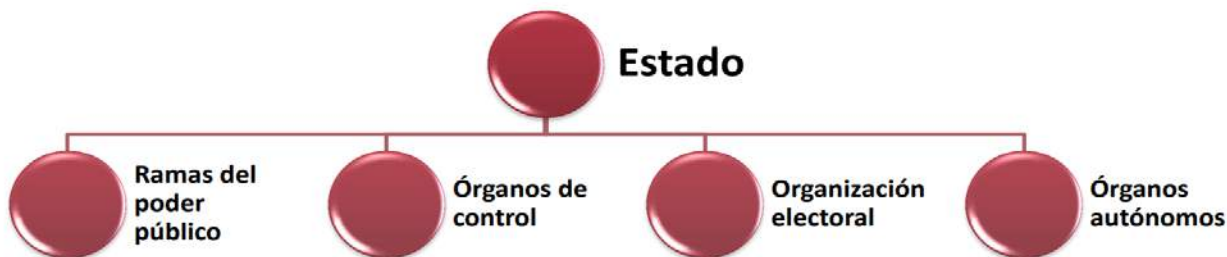 Estado
Ramas del
poder
público
Órganos de
control
Organización
electoral
Órganos
autónomos